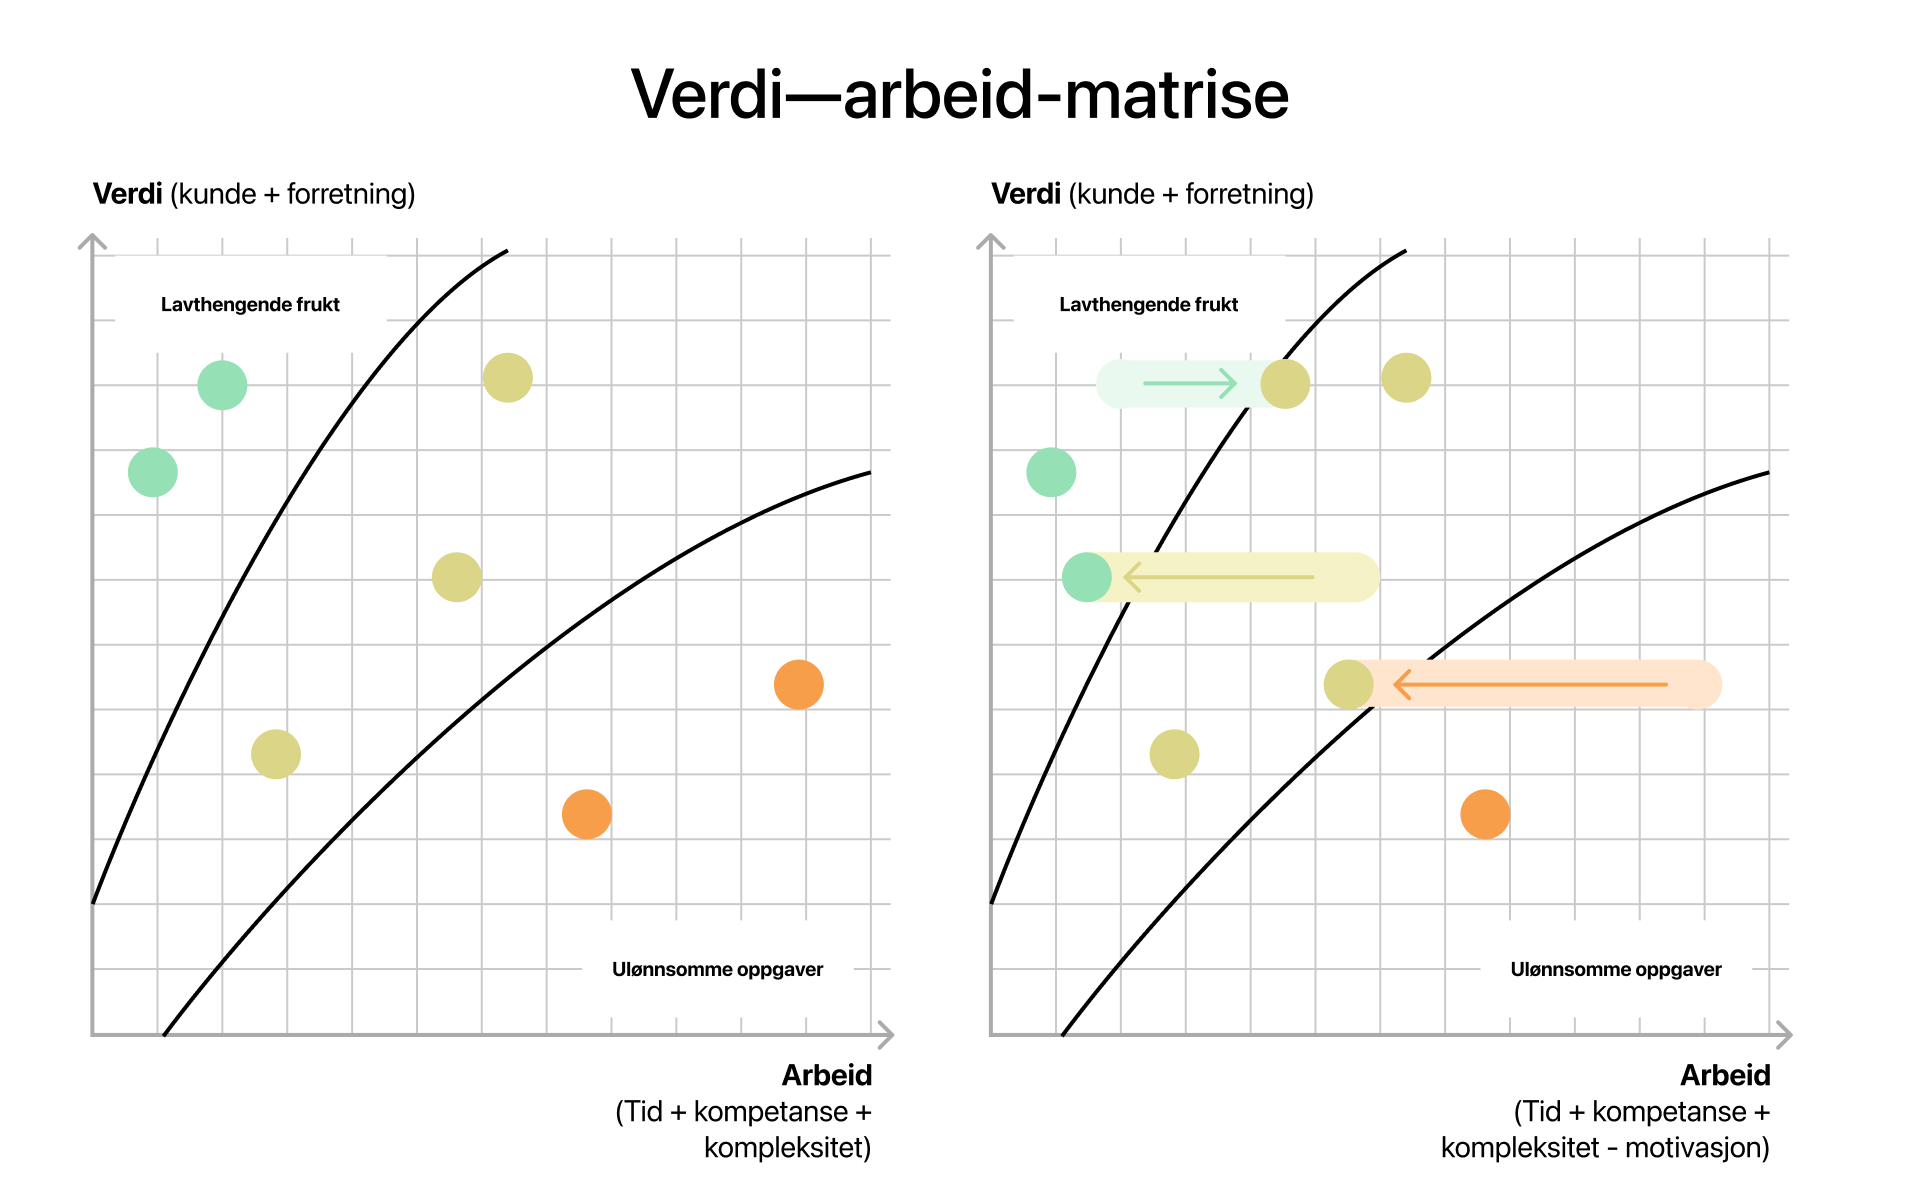 Verdi—arbeid-matrise
Verdi (kunde + forretning)
Lavthengende frukt
Ulønnsomme oppgaver
Arbeid
(Tid + kompetanse +
kompleksitet)
Verdi (kunde + forretning)
Lavthengende frukt
Ulønnsomme oppgaver
Arbeid
(Tid + kompetanse +
kompleksitet - motivasjon)